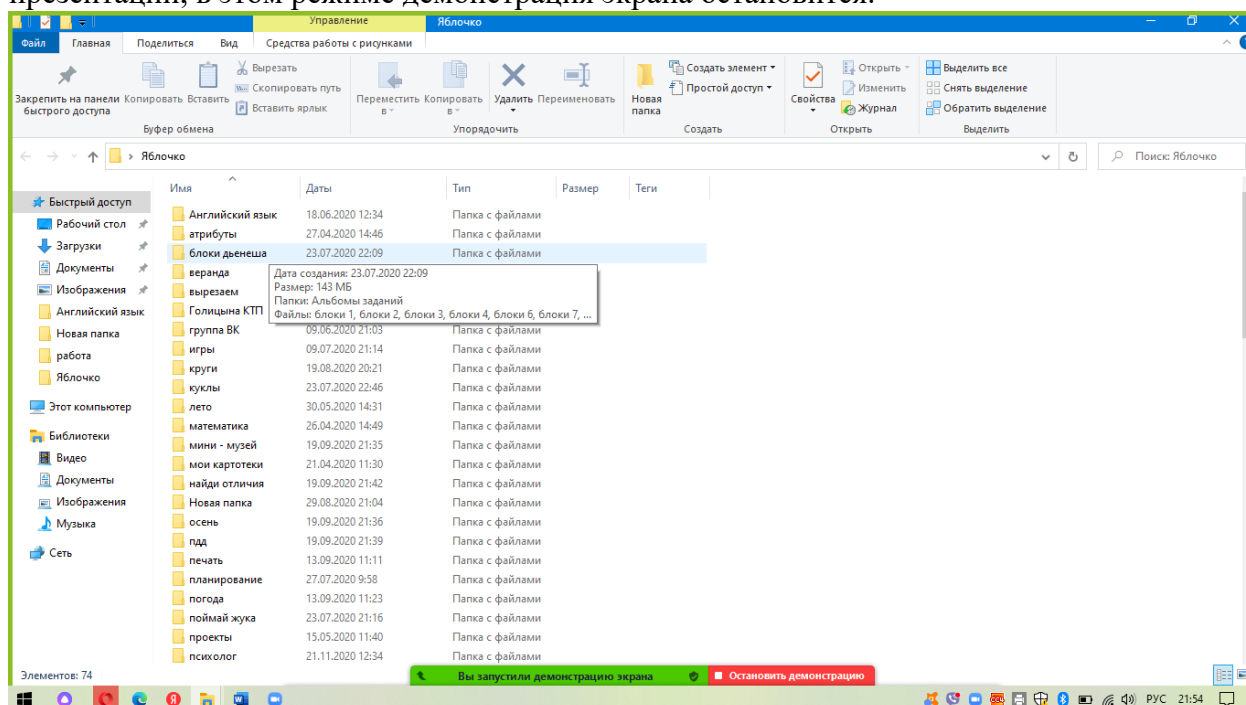 презентации, в этом режиме демонстрация экрана остановится.
Управление
Яблочко
Файл Главная Поделиться Вид Средства работы с рисунками
Закрепить на панели быстрого доступа
Копировать
Вставить
Вырезать
Скопировать путь
Вставить ярлык
Переместить в
Копировать в
Удалить
Переименовать
Новая папка
Создать элемент
Простой доступ
Свойства
Открыть
Изменить
Журнал
Выделить все
Снять выделение
Обратить выделение
Буфер обмена
Упорядочить
Создать
Открыть
Выделить
Яблочко
Поиск: Яблочко
Быстрый доступ
Рабочий стол
Загрузки
Документы
Изображения
Английский язык
Новая папка
работа
Яблочко
Этот компьютер
Библиотеки
Видео
Документы
Изображения
Музыка
Сеть
Имя Даты Тип Размер Теги
Английский язык 18.06.2020 12:34 Папка с файлами
атрибуты 27.04.2020 14:46 Папка с файлами
блоки дьенеша 23.07.2020 22:09 Папка с файлами
веранда
вырезаем
Голицына КТП
Дата создания: 23.07.2020 22:09
Размер: 143 МБ
Папки: Альбомы заданий
Файлы: блоки 1, блоки 2, блоки 3, блоки 4, блоки 6, блоки 7, ...
группа ВК 09.06.2020 21:03 Папка с файлами
игры 09.07.2020 21:14 Папка с файлами
круги 19.08.2020 20:21 Папка с файлами
куклы 23.07.2020 22:46 Папка с файлами
лето 30.05.2020 14:31 Папка с файлами
математика 26.04.2020 14:49 Папка с файлами
мини - музей 19.09.2020 21:35 Папка с файлами
мои картотеки 21.04.2020 11:30 Папка с файлами
найди отличия 19.09.2020 21:42 Папка с файлами
Новая папка 29.08.2020 21:04 Папка с файлами
осень 19.09.2020 21:36 Папка с файлами
пдд 19.09.2020 21:39 Папка с файлами
печать 13.09.2020 11:11 Папка с файлами
планирование 27.07.2020 9:58 Папка с файлами
погода 13.09.2020 11:23 Папка с файлами
поймай жука 23.07.2020 21:16 Папка с файлами
проекты 15.05.2020 11:40 Папка с файлами
психолог 21.11.2020 12:34 Папка с файлами
Элементов: 74
Вы запустили демонстрацию экрана
Остановить демонстрацию
РУС 21:54